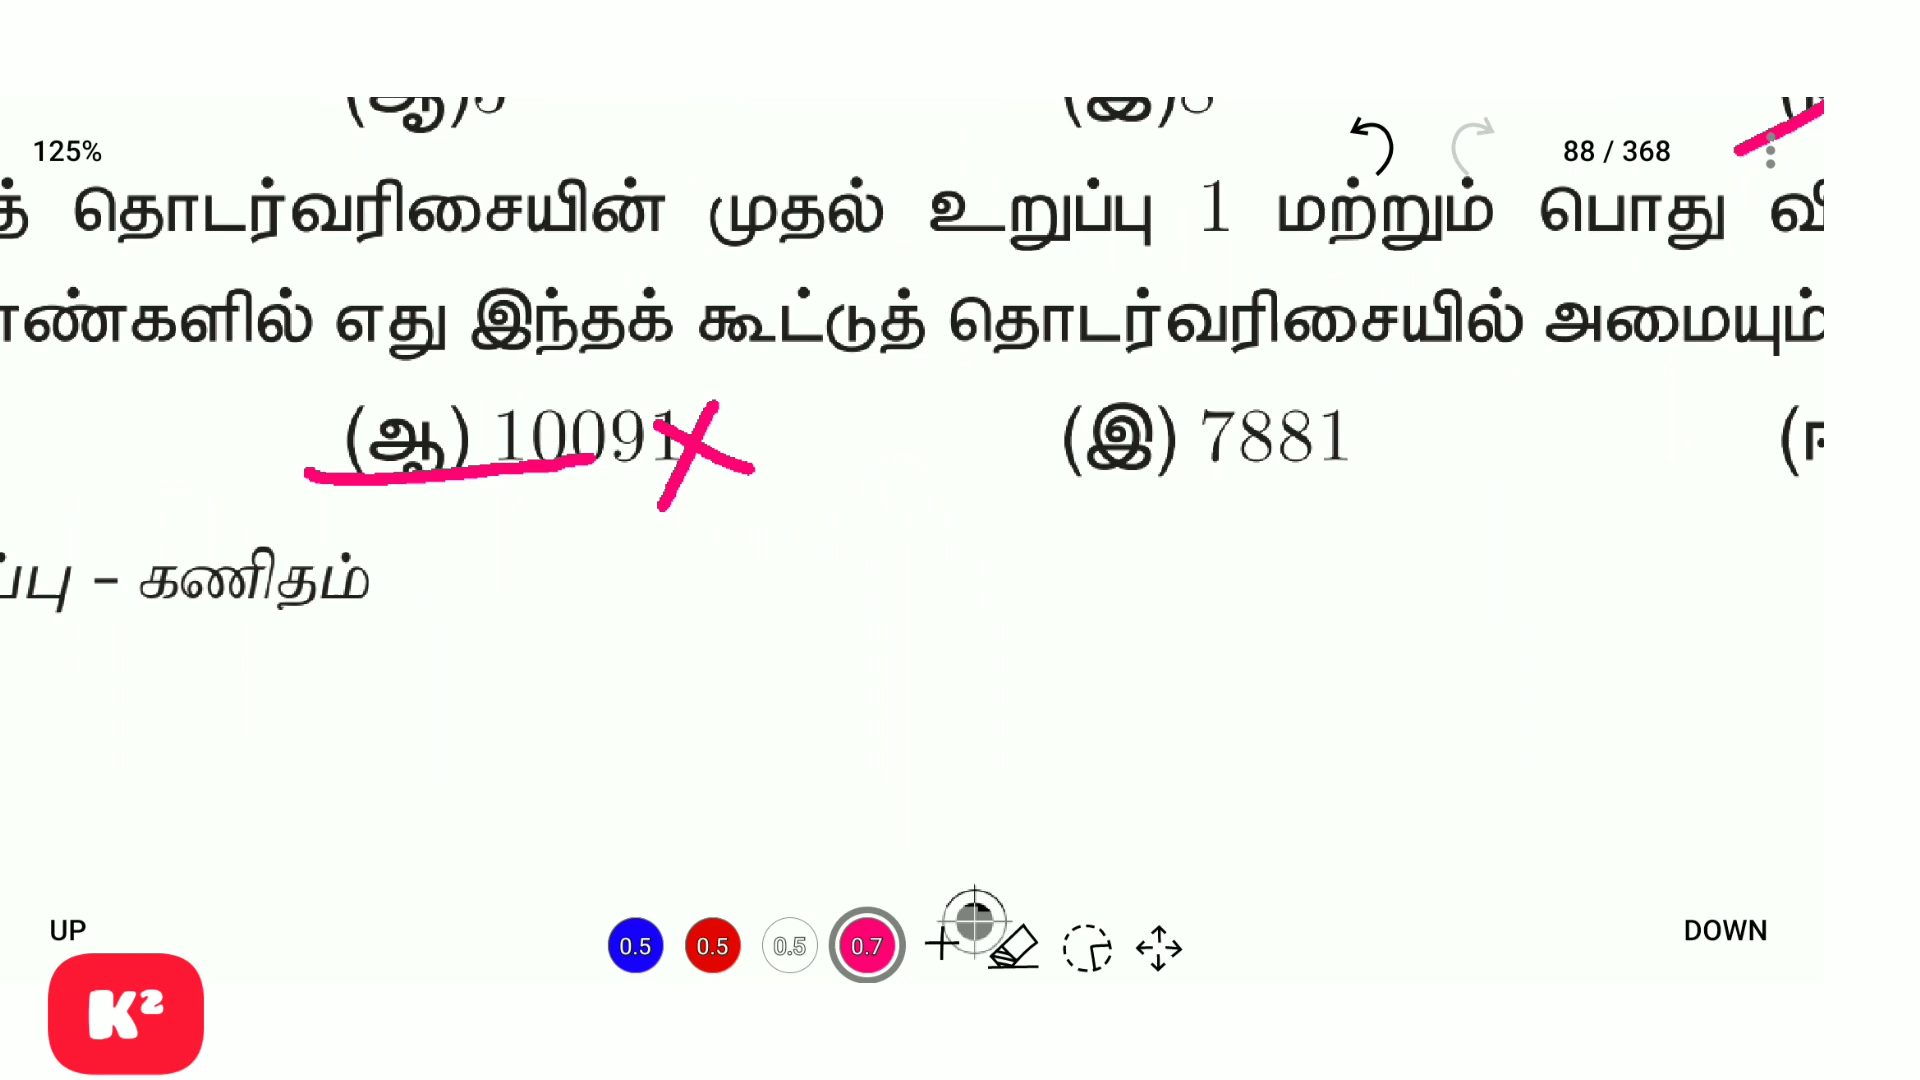 (ஆ)
(இ)
125%
88 / 368
த் தொடர்வரிசையின் முதல் உறுப்பு 1 மற்றும் பொது வி
ண்களில் எது இந்தக் கூட்டுத் தொடர்வரிசையில் அமையும்
(ஆ) 10091 (இ) 7881
ப்பு – கணிதம்
UP
0.5 0.5 0.5 0.7
DOWN
K²